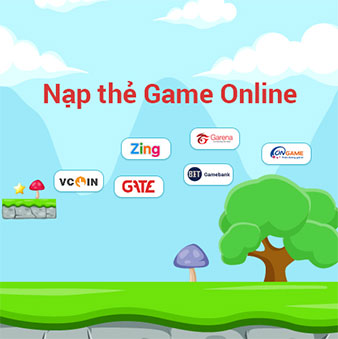 Nạp thẻ Game Online
Garena
Zing
ONGAME
Gamebank
VCOIN
GATE